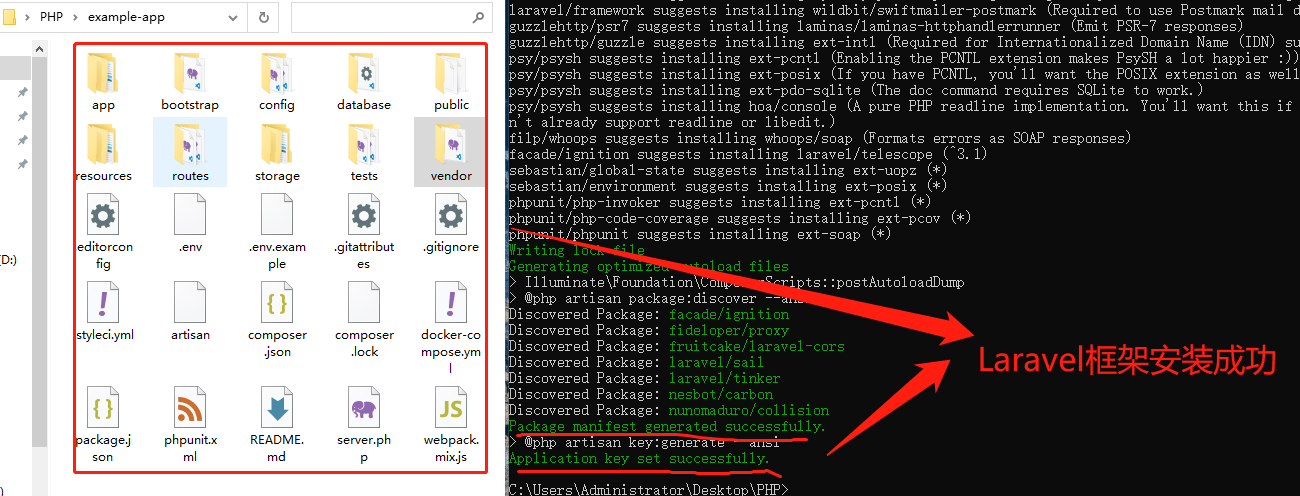 PHP
example-app
app
bootstrap
config
database
public
resources
routes
storage
tests
vendor
.editorconfig
.env
.env.example
.gitattributes
.gitignore
styleci.yml
artisan
composer.json
composer.lock
docker-compose.yml
package.json
phpunit.xml
README.md
server.php
webpack.mix.js
(D:)
laravel/framework suggests installing wildbit/swiftmailer-postmark (Required to use Postmark mail d
guzzlehttp/psr7 suggests installing laminas/laminas-httphandlerrunner (Emit PSR-7 responses)
guzzlehttp/guzzle suggests installing ext-intl (Required for Internationalized Domain Name (IDN) su
psy/psysh suggests installing ext-pcntl (Enabling the PCNTL extension makes PsySH a lot happier :))
psy/psysh suggests installing ext-posix (If you have PCNTL, you'll want the POSIX extension as well
psy/psysh suggests installing ext-pdo-sqlite (The doc command requires SQLite to work.)
psy/psysh suggests installing hoa/console (A pure PHP readline implementation. You'll want this if
n't already support readline or libedit.)
filp/whoops suggests installing whoops/soap (Formats errors as SOAP responses)
facade/ignition suggests installing laravel/telescope (^3.1)
sebastian/global-state suggests installing ext-uopz (*)
sebastian/environment suggests installing ext-posix (*)
phpunit/php-invoker suggests installing ext-pcntl (*)
phpunit/php-code-coverage suggests installing ext-pcov (*)
phpunit/phpunit suggests installing ext-soap (*)
Writing lock file
Generating optimized autoload files
> Illuminate\Foundation\ComposerScripts::postAutoloadDump
> @php artisan package:discover --ansi
Discovered Package: facade/ignition
Discovered Package: fideloper/proxy
Discovered Package: fruitcake/laravel-cors
Discovered Package: laravel/sail
Discovered Package: laravel/tinker
Discovered Package: nesbot/carbon
Discovered Package: nunomaduro/collision
Package manifest generated successfully.
> @php artisan key:generate --ansi
Application key set successfully.
C:\Users\Administrator\Desktop\PHP>
Laravel框架安装成功